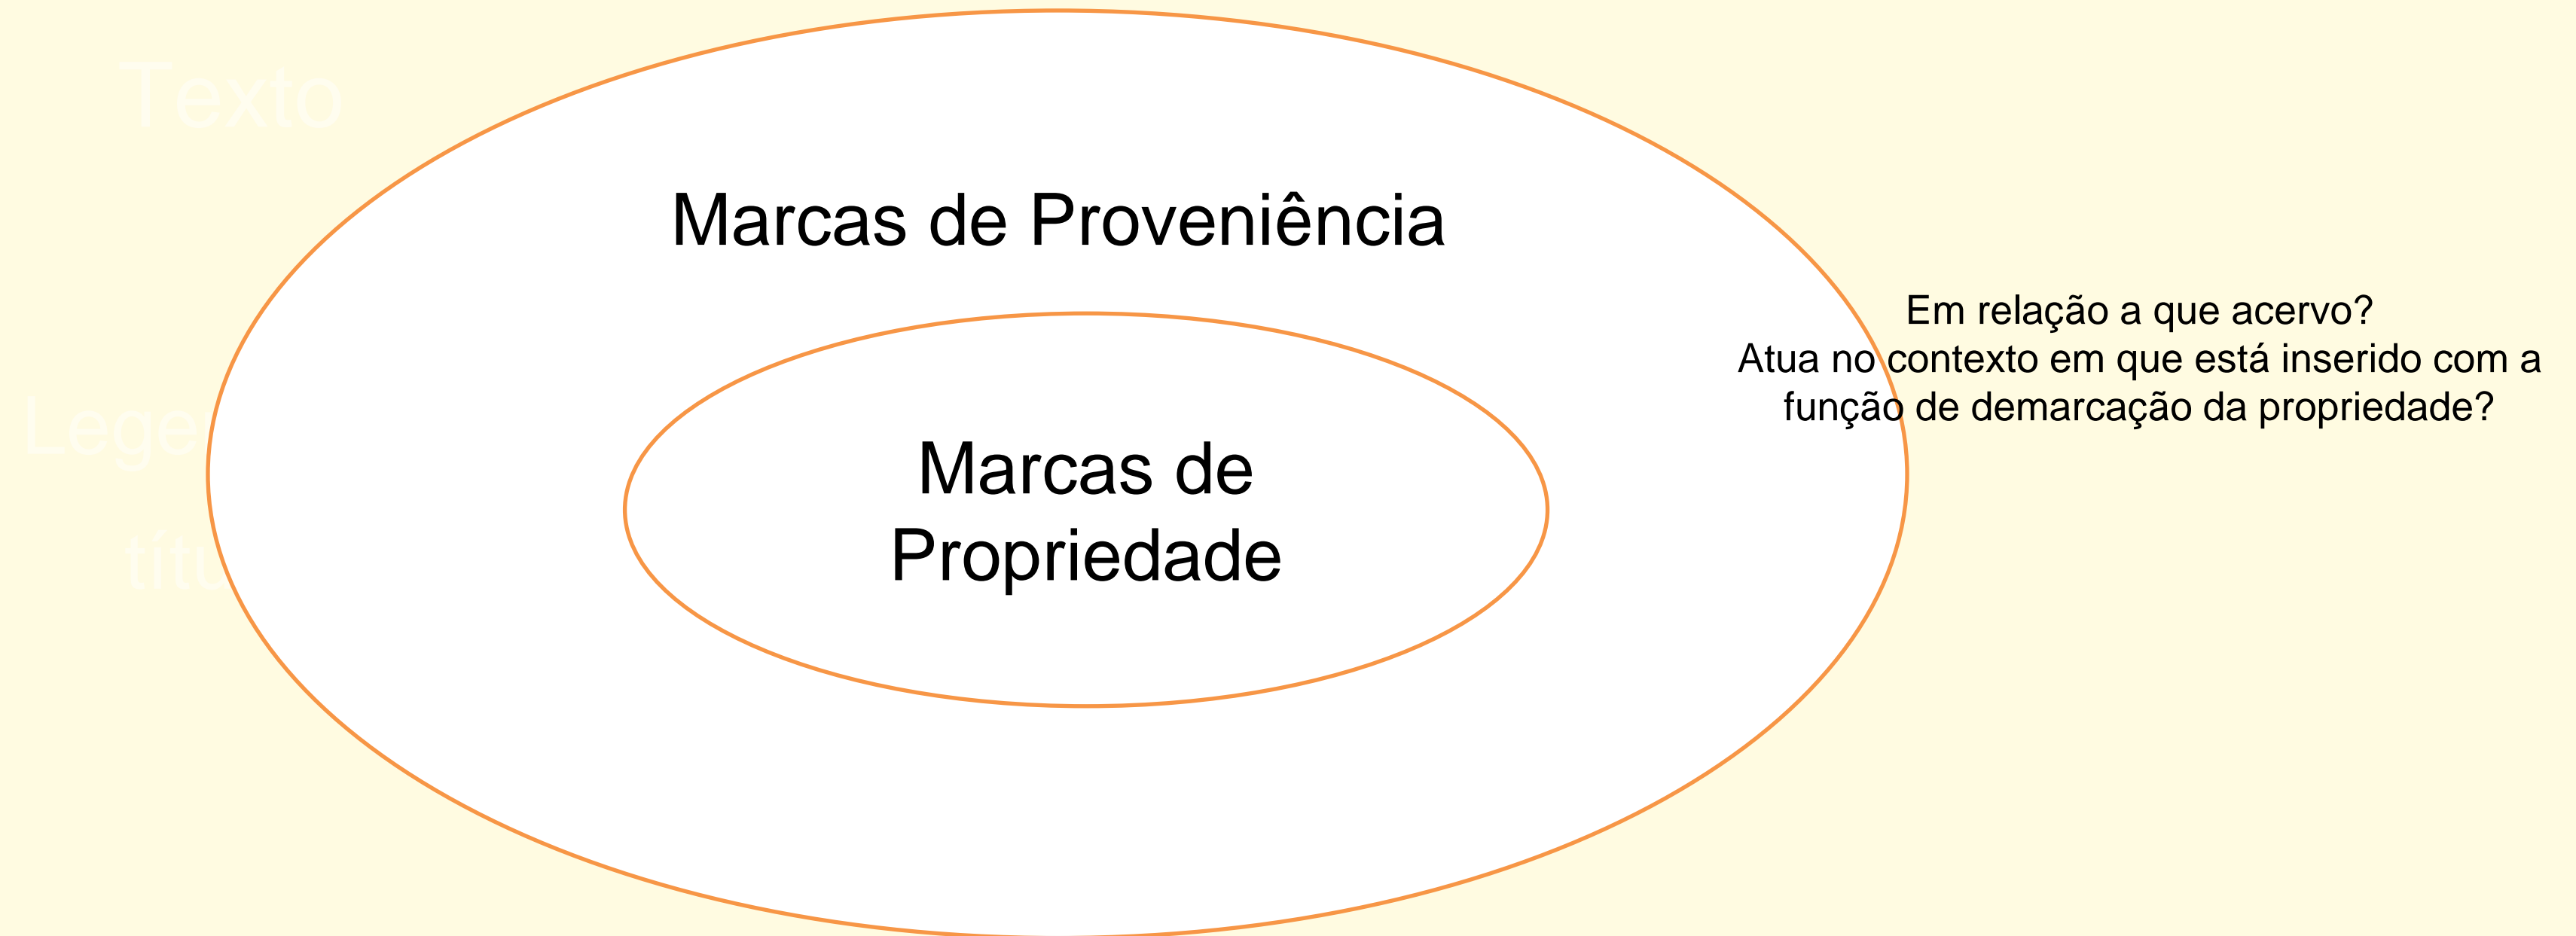 Texto
Marcas de Proveniência
Em relação a que acervo?
Atua no contexto em que está inserido com a
função de demarcação da propriedade?
Marcas de
Propriedade